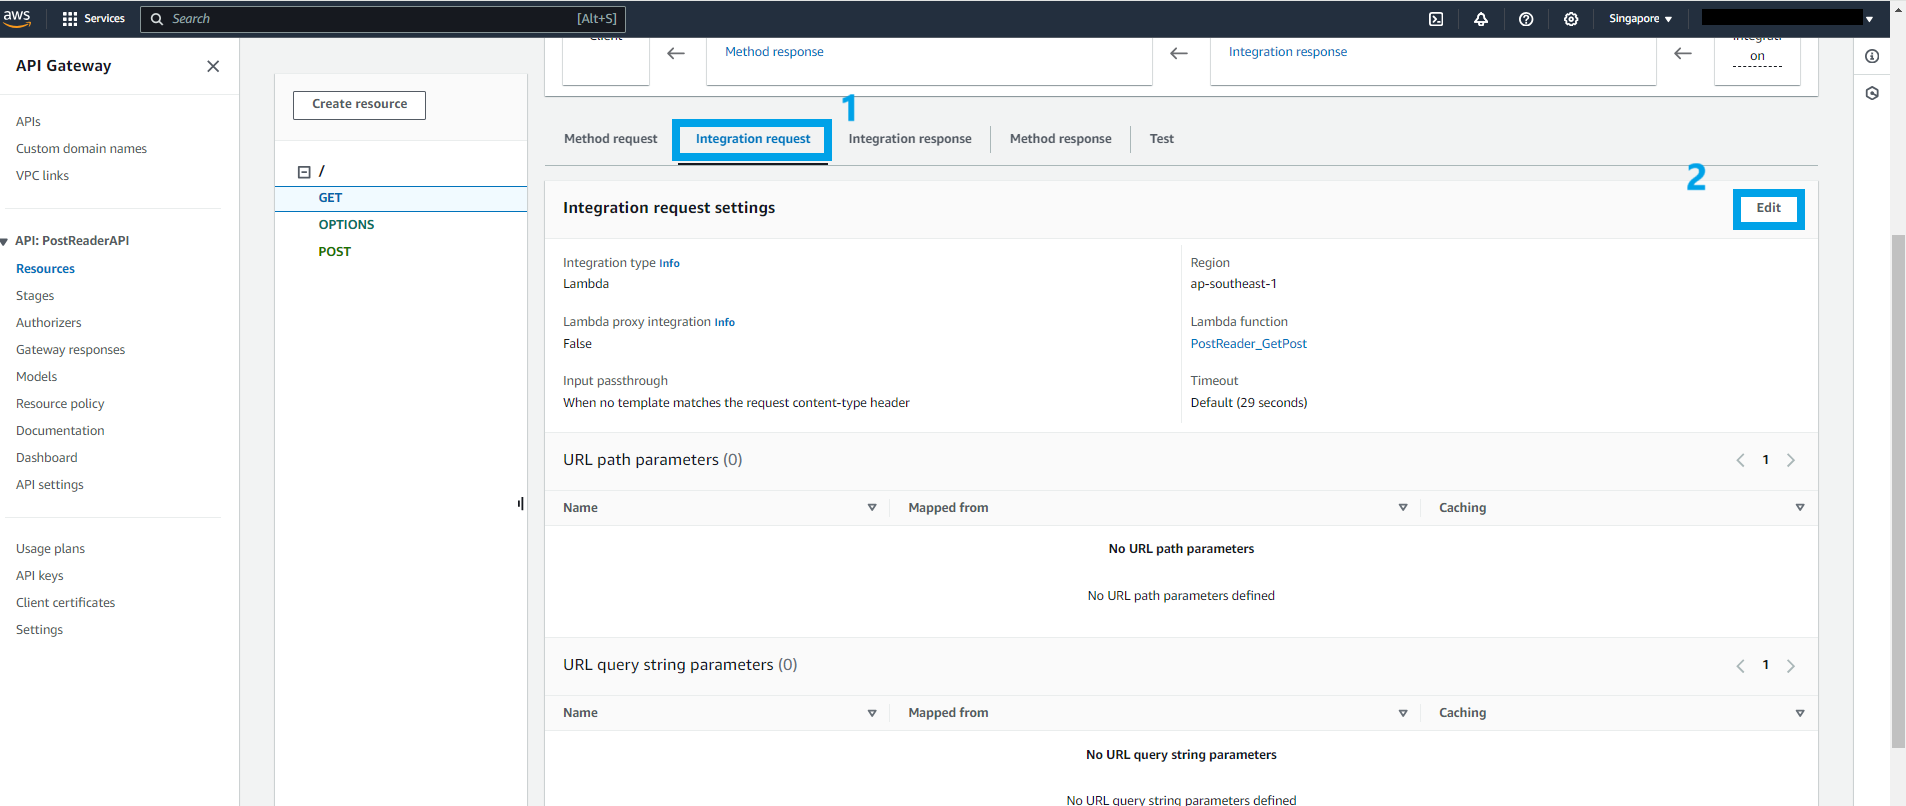 aws
Services
Search
[Alt+S]
Singapore
API Gateway
APIs
Custom domain names
VPC links
API: PostReaderAPI
Resources
Stages
Authorizers
Gateway responses
Models
Resource policy
Documentation
Dashboard
API settings
Usage plans
API keys
Client certificates
Settings
Create resource
/
GET
OPTIONS
POST
Client
Method response
Integration response
Integrati
on
1
Method request
Integration request
Integration response
Method response
Test
2
Integration request settings
Edit
Integration type Info
Lambda
Region
ap-southeast-1
Lambda proxy integration Info
False
Lambda function
PostReader_GetPost
Input passthrough
When no template matches the request content-type header
Timeout
Default (29 seconds)
URL path parameters (0)
1
Name
Mapped from
Caching
No URL path parameters
No URL path parameters defined
URL query string parameters (0)
1
Name
Mapped from
Caching
No URL query string parameters
No URL query string parameters defined